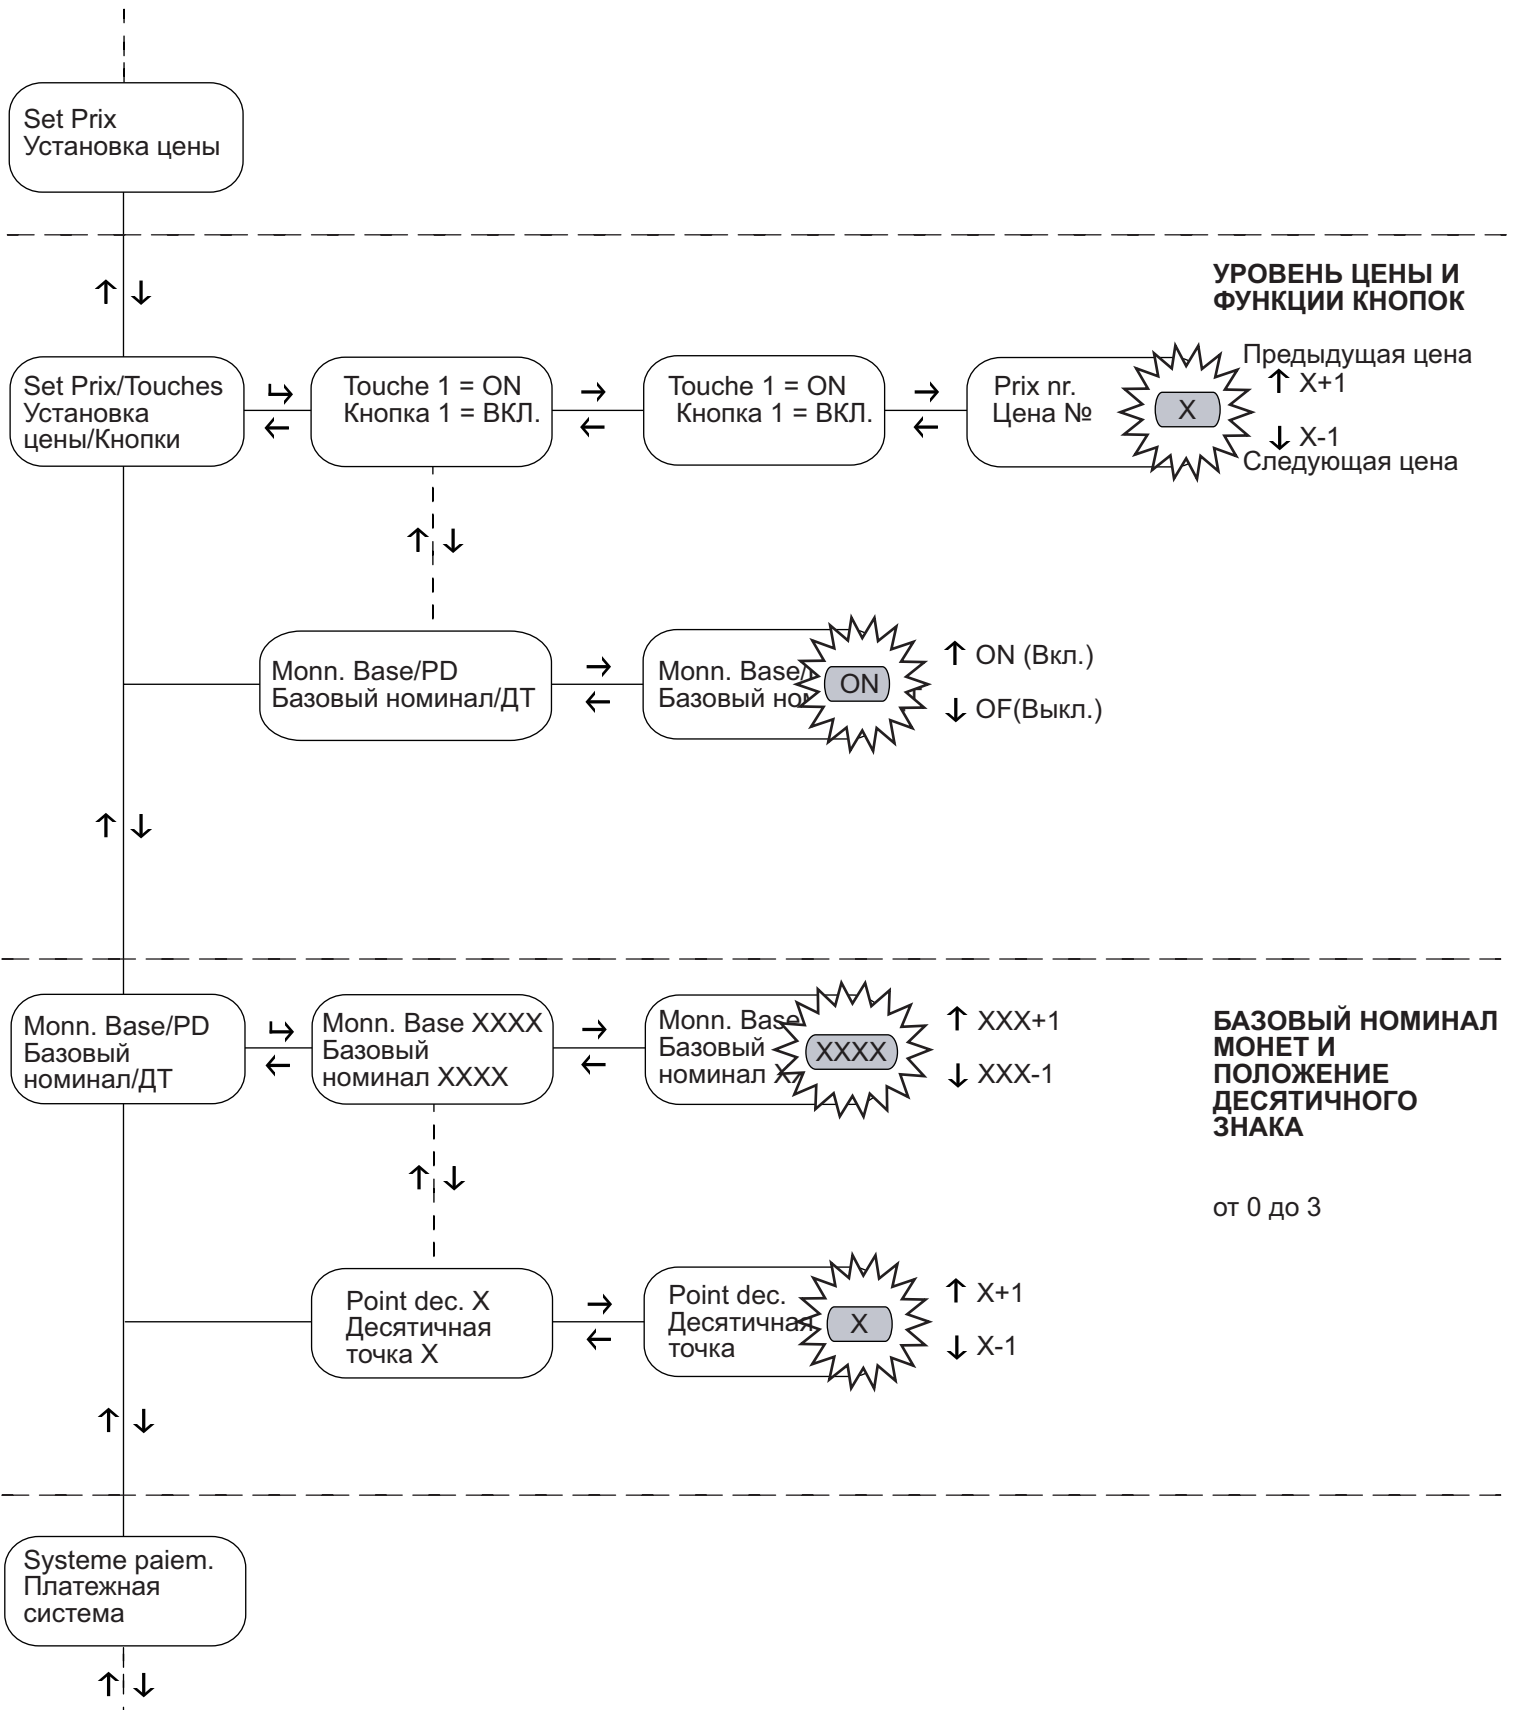 Set Prix
Установка цены
УРОВЕНЬ ЦЕНЫ И
ФУНКЦИИ КНОПОК
↑ ↓
Set Prix/Touches
Установка
цены/Кнопки
Touche 1 = ON
Кнопка 1 = ВКЛ.
Touche 1 = ON
Кнопка 1 = ВКЛ.
Prix nr.
Цена №
X
Предыдущая цена
↑ X+1
↓ X-1
Следующая цена
↑ ↓
Monn. Base/PD
Базовый номинал/ДТ
Monn. Base/
Базовый
ON
↑ ON (Вкл.)
↓ OF(Выкл.)
↑ ↓
Monn. Base/PD
Базовый
номинал/ДТ
Monn. Base XXXX
Базовый
номинал XXXX
Monn. Base
Базовый
номинал
XXXX
↑ XXX+1
↓ XXX-1
БАЗОВЫЙ НОМИНАЛ
МОНЕТ И
ПОЛОЖЕНИЕ
ДЕСЯТИЧНОГО
ЗНАКА
от 0 до 3
↑ ↓
Point dec. X
Десятичная
точка X
Point dec.
Десятичная
точка
X
↑ X+1
↓ X-1
↑ ↓
Systeme paiem.
Платежная
система
↑ ↓